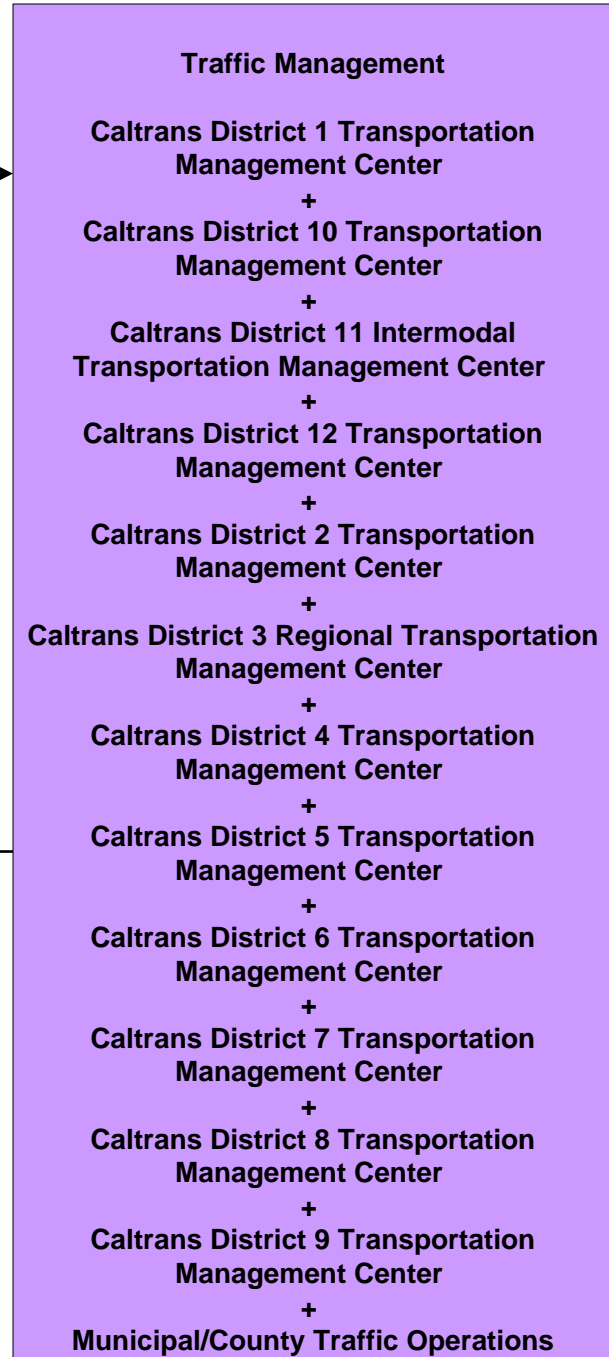 Traffic Management
Caltrans District 1 Transportation
Management Center
+
Caltrans District 10 Transportation
Management Center
+
Caltrans District 11 Intermodal
Transportation Management Center
+
Caltrans District 12 Transportation
Management Center
+
Caltrans District 2 Transportation
Management Center
+
Caltrans District 3 Regional Transportation
Management Center
+
Caltrans District 4 Transportation
Management Center
+
Caltrans District 5 Transportation
Management Center
+
Caltrans District 6 Transportation
Management Center
+
Caltrans District 7 Transportation
Management Center
+
Caltrans District 8 Transportation
Management Center
+
Caltrans District 9 Transportation
Management Center
+
Municipal/County Traffic Operations